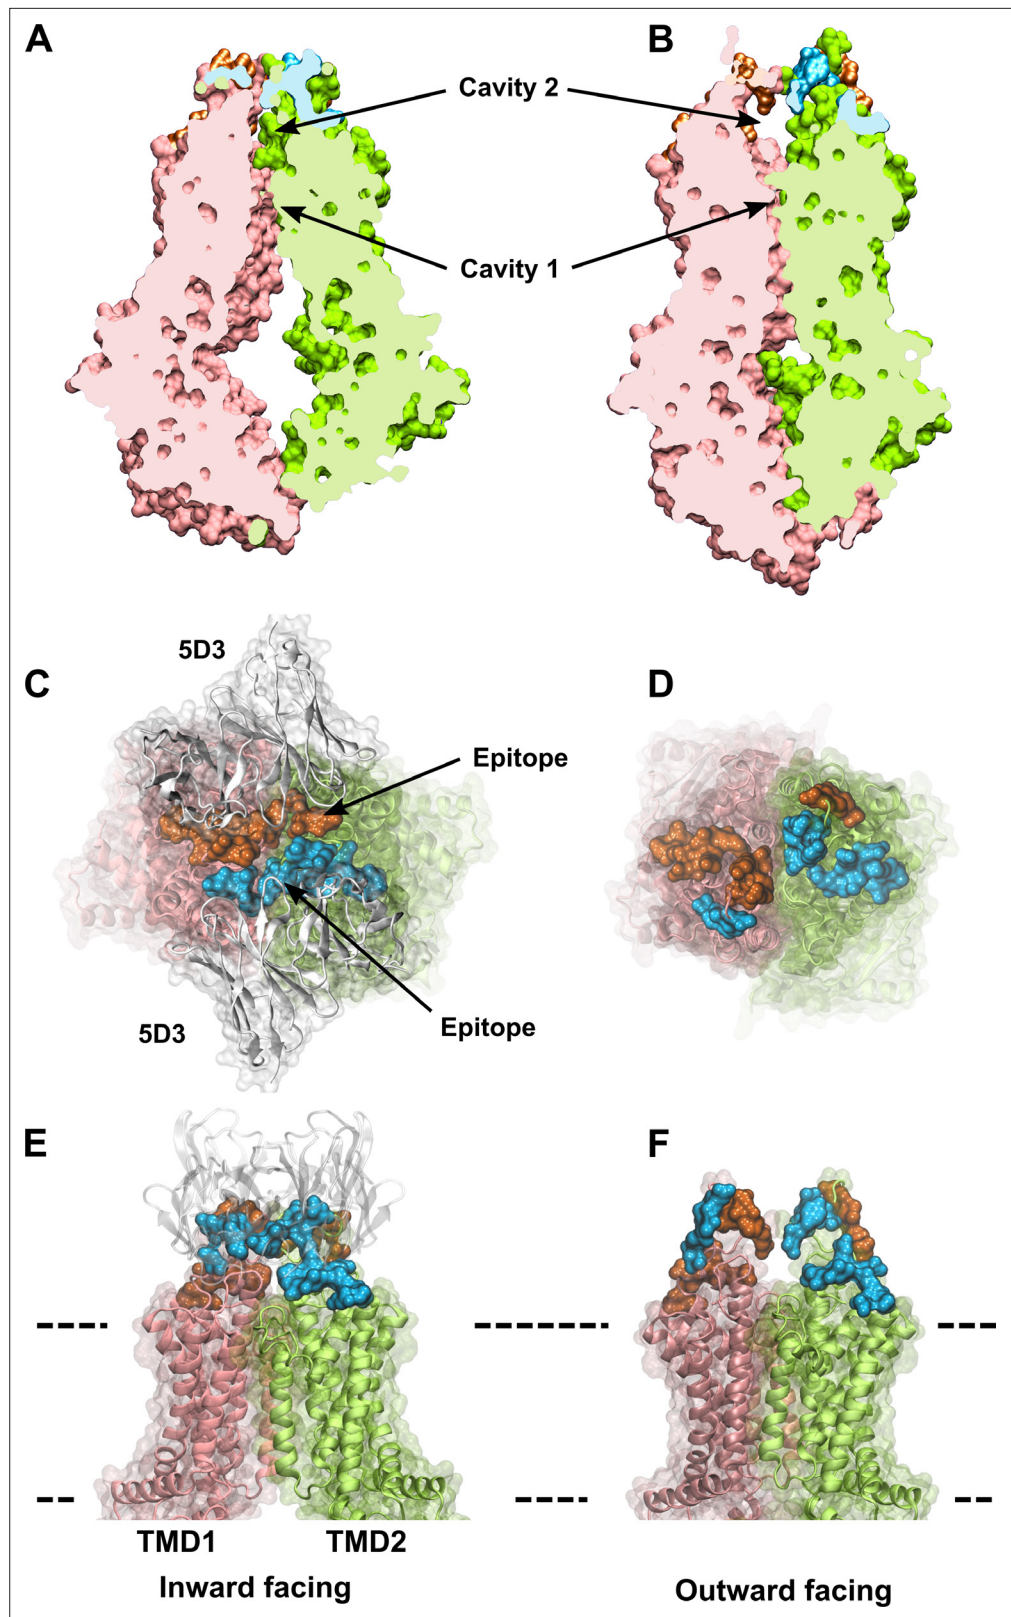 A
B
Cavity 2
Cavity 1
5D3
C
D
Epitope
5D3
Epitope
E
F
TMD1
TMD2
Inward facing
Outward facing